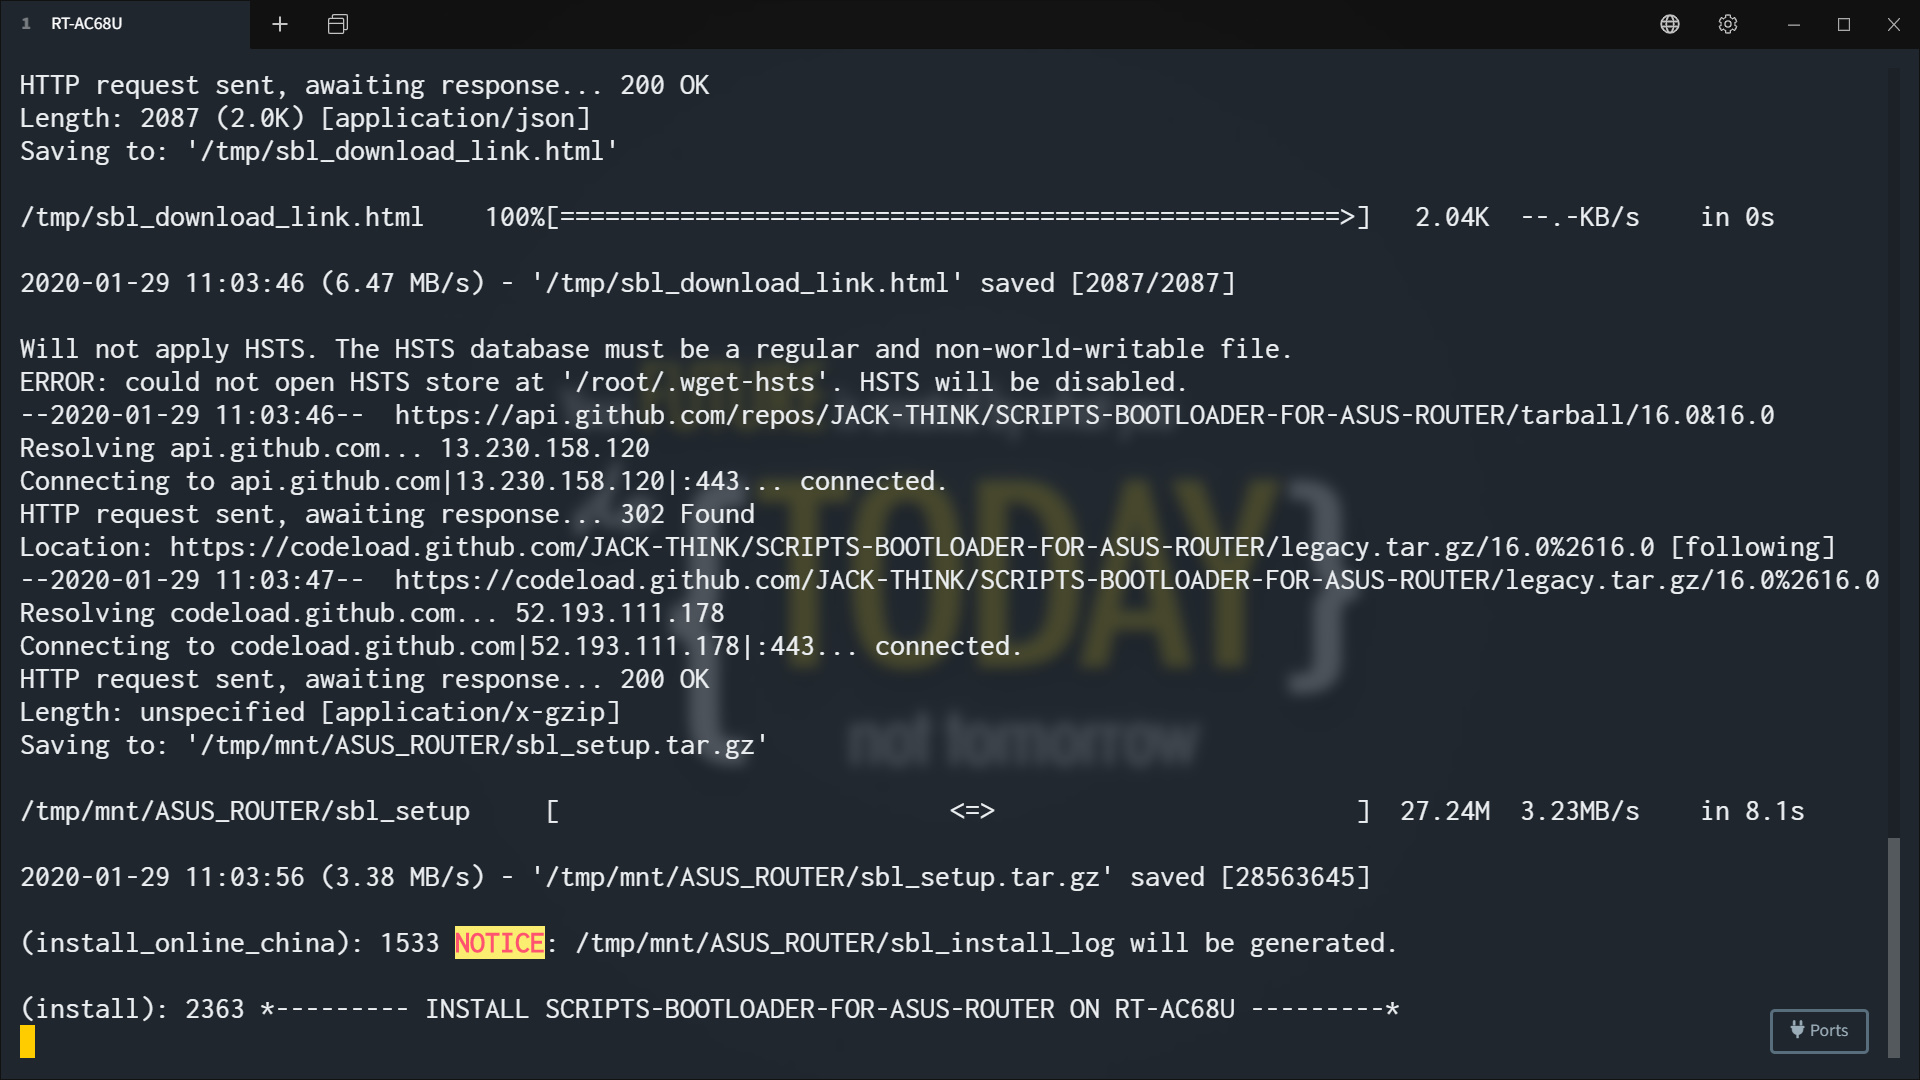 1 RT-AC68U
HTTP request sent, awaiting response... 200 OK
Length: 2087 (2.0K) [application/json]
Saving to: '/tmp/sbl_download_link.html'
/tmp/sbl_download_link.html 100%[====================================================>] 2.04K --.-KB/s in 0s
2020-01-29 11:03:46 (6.47 MB/s) - '/tmp/sbl_download_link.html' saved [2087/2087]
Will not apply HSTS. The HSTS database must be a regular and non-world-writable file.
ERROR: could not open HSTS store at '/root/.wget-hsts'. HSTS will be disabled.
--2020-01-29 11:03:46-- https://api.github.com/repos/JACK-THINK/SCRIPTS-BOOTLOADER-FOR-ASUS-ROUTER/tarball/16.0&16.0
Resolving api.github.com... 13.230.158.120
Connecting to api.github.com|13.230.158.120|:443... connected.
HTTP request sent, awaiting response... 302 Found
Location: https://codeload.github.com/JACK-THINK/SCRIPTS-BOOTLOADER-FOR-ASUS-ROUTER/legacy.tar.gz/16.0%2616.0 [following]
--2020-01-29 11:03:47-- https://codeload.github.com/JACK-THINK/SCRIPTS-BOOTLOADER-FOR-ASUS-ROUTER/legacy.tar.gz/16.0%2616.0
Resolving codeload.github.com... 52.193.111.178
Connecting to codeload.github.com|52.193.111.178|:443... connected.
HTTP request sent, awaiting response... 200 OK
Length: unspecified [application/x-gzip]
Saving to: '/tmp/mnt/ASUS_ROUTER/sbl_setup.tar.gz'
/tmp/mnt/ASUS_ROUTER/sbl_setup [ <=> ] 27.24M 3.23MB/s in 8.1s
2020-01-29 11:03:56 (3.38 MB/s) - '/tmp/mnt/ASUS_ROUTER/sbl_setup.tar.gz' saved [28563645]
(install_online_china): 1533 NOTICE: /tmp/mnt/ASUS_ROUTER/sbl_install_log will be generated.
(install): 2363 *--------- INSTALL SCRIPTS-BOOTLOADER-FOR-ASUS-ROUTER ON RT-AC68U ---------*
Ports
{TODAY}
not tomorrow